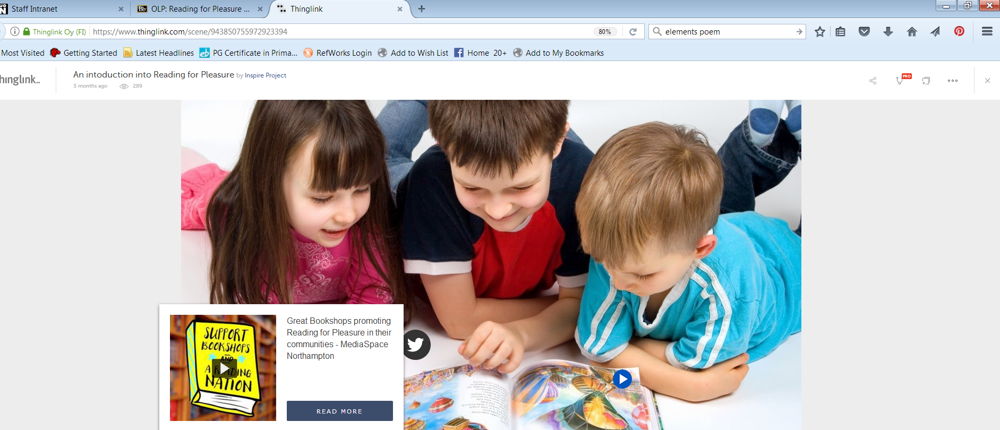 Staff Intranet
Bb OLP: Reading for Pleasure ...
Thinglink
Thinglink Oy (FI)
https://www.thinglink.com/scene/943850755972923394
80%
elements poem
Most Visited
Getting Started
Latest Headlines
eb PG Certificate in Prima...
RefWorks Login
Add to Wish List
Home 20+
Add to My Bookmarks
hinglink..
An intoduction into Reading for Pleasure by Inspire Project
3 months ago
289
PRO
SUPPORT
BOOKSHOPS
AND
A READING
NATION
Great Bookshops promoting
Reading for Pleasure in their
communities - MediaSpace
Northampton
READ MORE